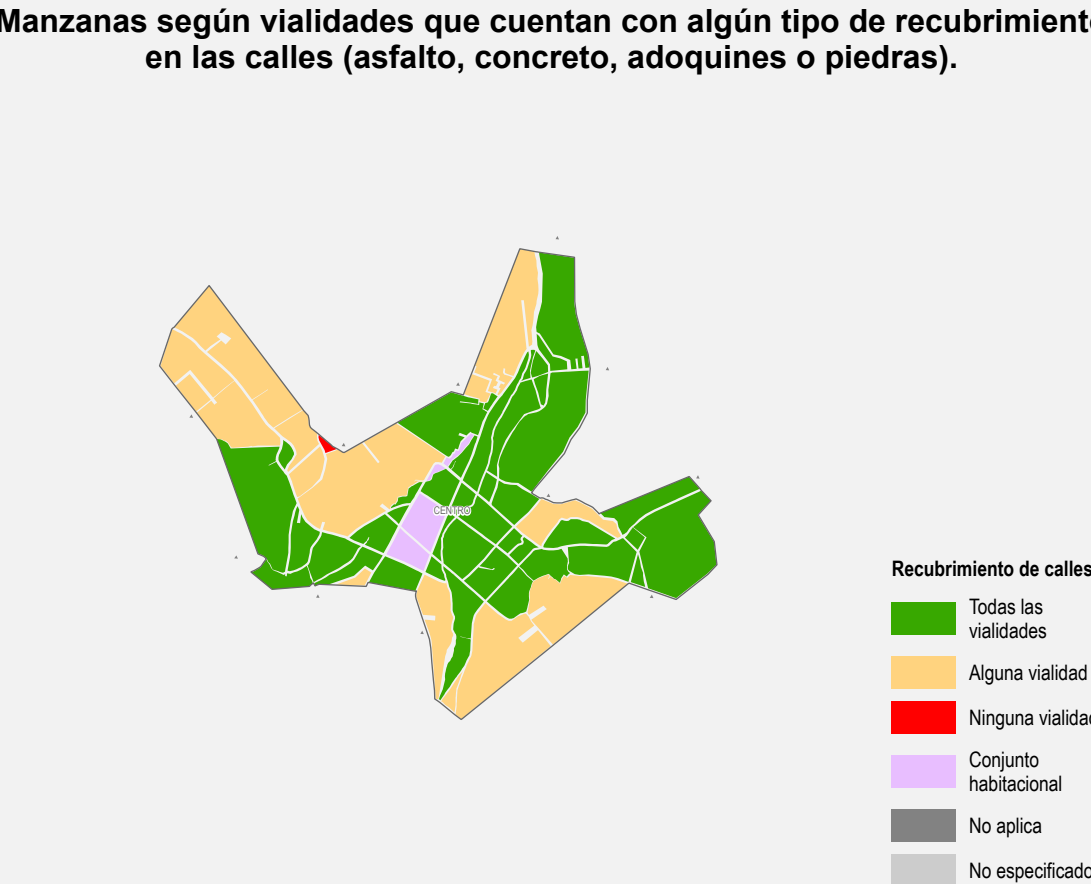 Manzanas según vialidades que cuentan con algún tipo de recubrimiento
en las calles (asfalto, concreto, adoquines o piedras).
CENTRO
Recubrimiento de calles
Todas las
vialidades
Alguna vialidad
Ninguna vialidad
Conjunto
habitacional
No aplica
No especificado